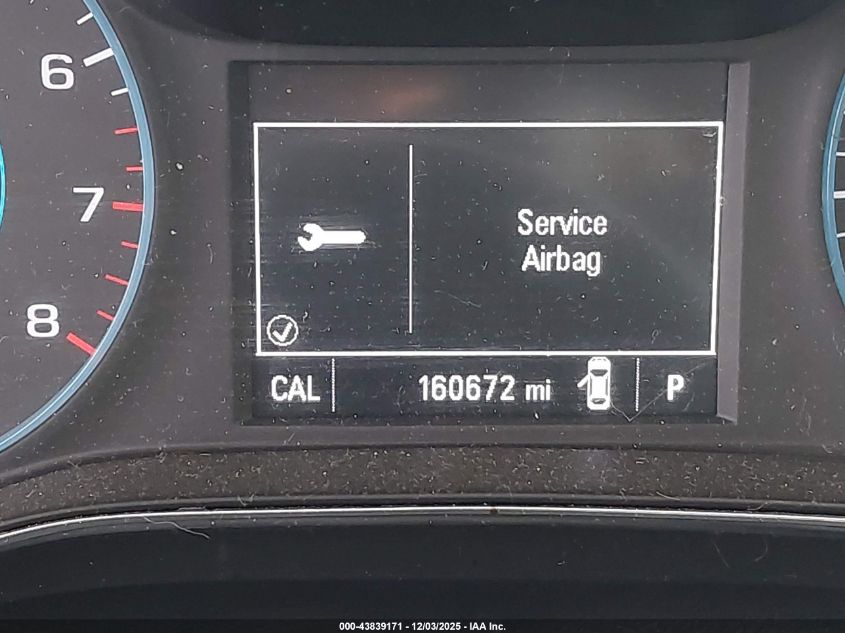 6
7
8
Service
Airbag
CAL
160672 mi
P
000-43839171 - 12/03/2025 - IAA Inc.